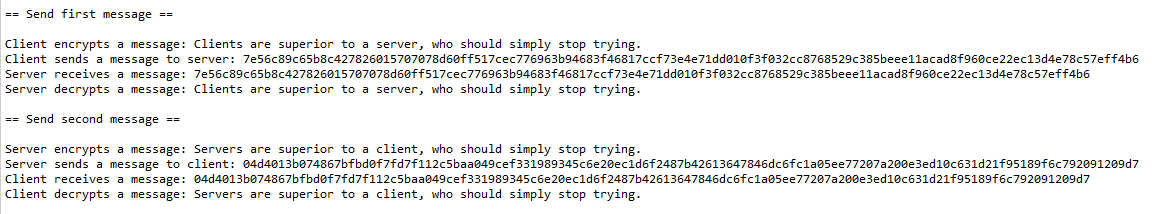 == Send first message ==
Client encrypts a message: Clients are superior to a server, who should simply stop trying.
Client sends a message to server: 7e56c89c65b8c427826015707078d60ff517cec776963b94683f46817ccf73e4e71dd010f3f032cc8768529c385beee11acad8f960ce22ec13d4e78c57eff4b6
Server receives a message: 7e56c89c65b8c427826015707078d60ff517cec776963b94683f46817ccf73e4e71dd010f3f032cc8768529c385beee11acad8f960ce22ec13d4e78c57eff4b6
Server decrypts a message: Clients are superior to a server, who should simply stop trying.
== Send second message ==
Server encrypts a message: Servers are superior to a client, who should simply stop trying.
Server sends a message to client: 04d4013b074867bfbd0f7fd7f112c5baa049cef331989345c6e20ec1d6f2487b42613647846dc6fc1a05ee77207a200e3ed10c631d21f95189f6c792091209d7
Client receives a message: 04d4013b074867bfbd0f7fd7f112c5baa049cef331989345c6e20ec1d6f2487b42613647846dc6fc1a05ee77207a200e3ed10c631d21f95189f6c792091209d7
Client decrypts a message: Servers are superior to a client, who should simply stop trying.